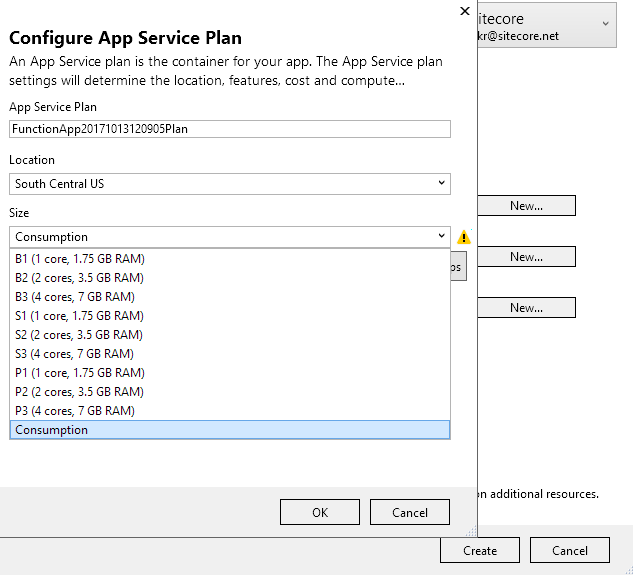 Configure App Service Plan
An App Service plan is the container for your app. The App Service plan
settings will determine the location, features, cost and compute...
App Service Plan
FunctionApp20171013120905Plan
Location
South Central US
Size
Consumption
B1 (1 core, 1.75 GB RAM)
B2 (2 cores, 3.5 GB RAM)
B3 (4 cores, 7 GB RAM)
S1 (1 core, 1.75 GB RAM)
S2 (2 cores, 3.5 GB RAM)
S3 (4 cores, 7 GB RAM)
P1 (1 core, 1.75 GB RAM)
P2 (2 cores, 3.5 GB RAM)
P3 (4 cores, 7 GB RAM)
Consumption
OK
Cancel
itecore
kr@sitecore.net
New...
New...
New...
on additional resources.
Create
Cancel